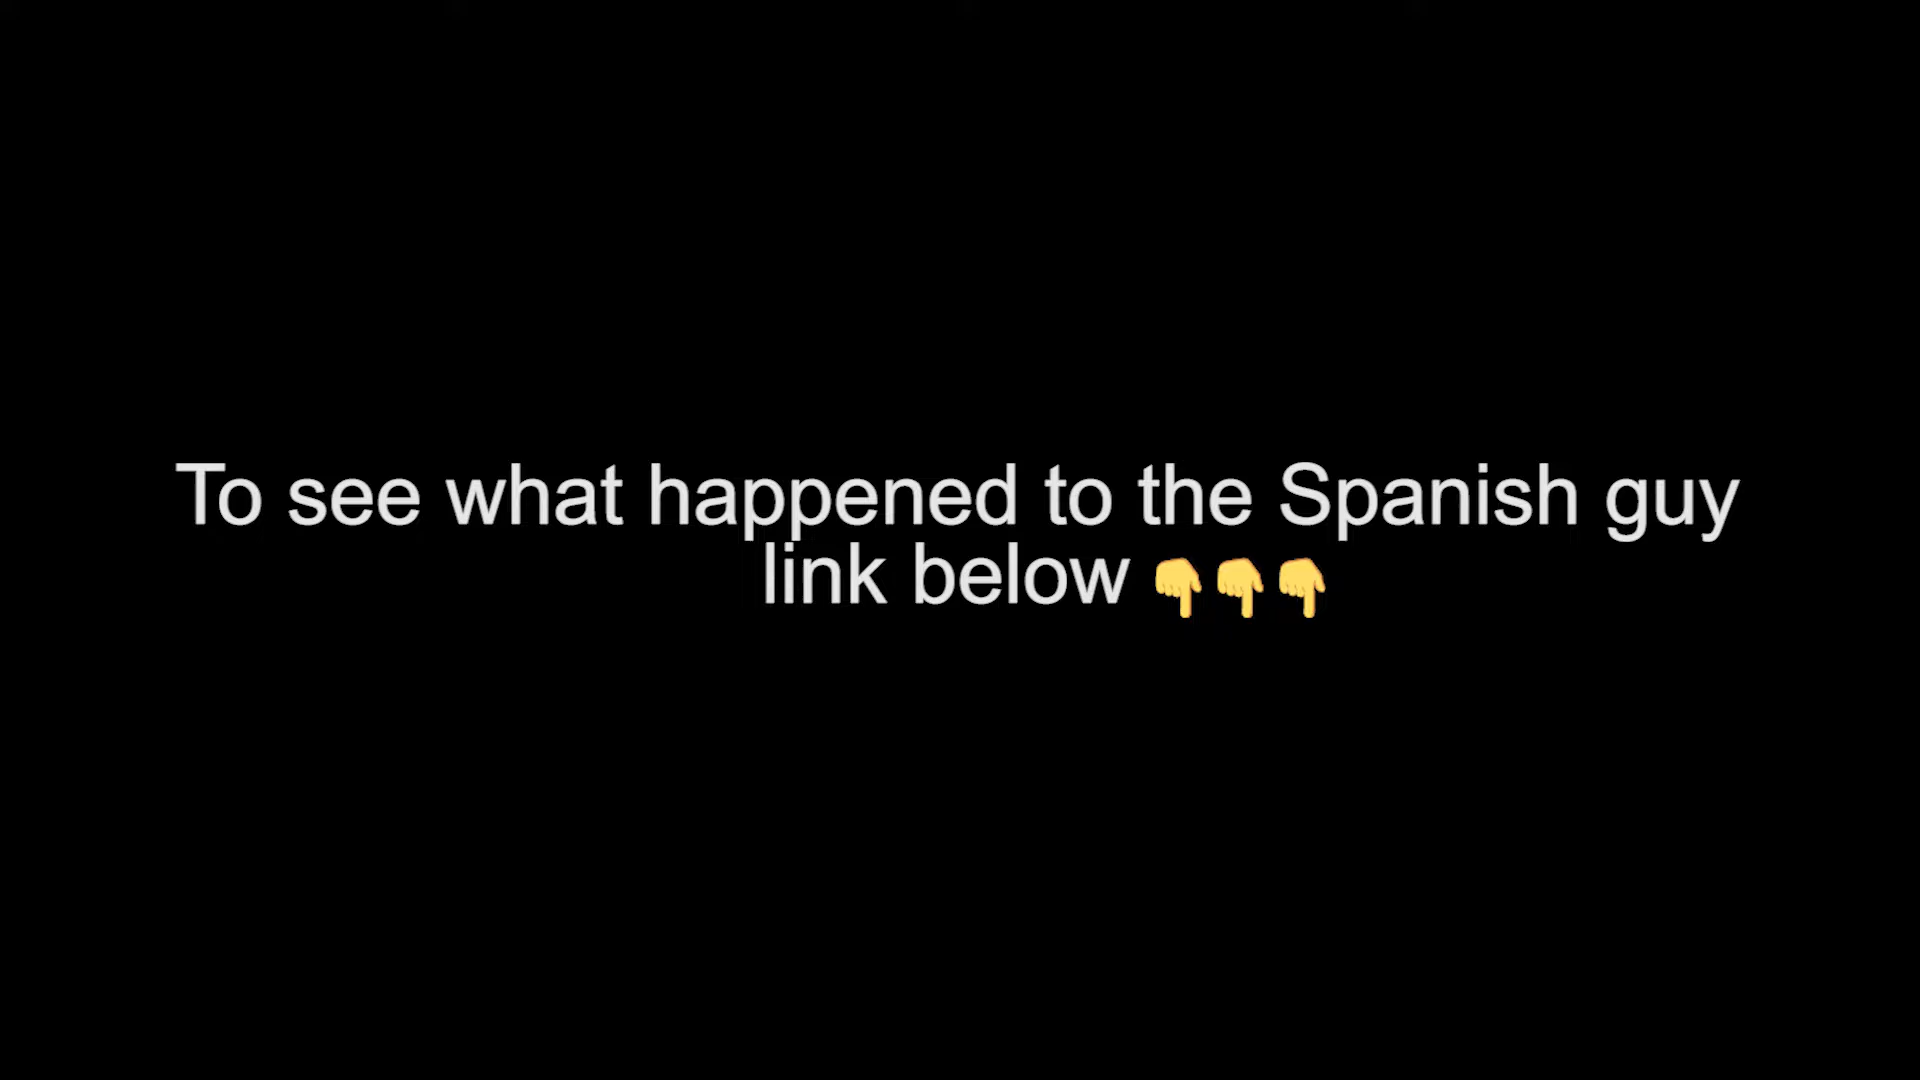 To see what happened to the Spanish guy
link below 👇👇👇